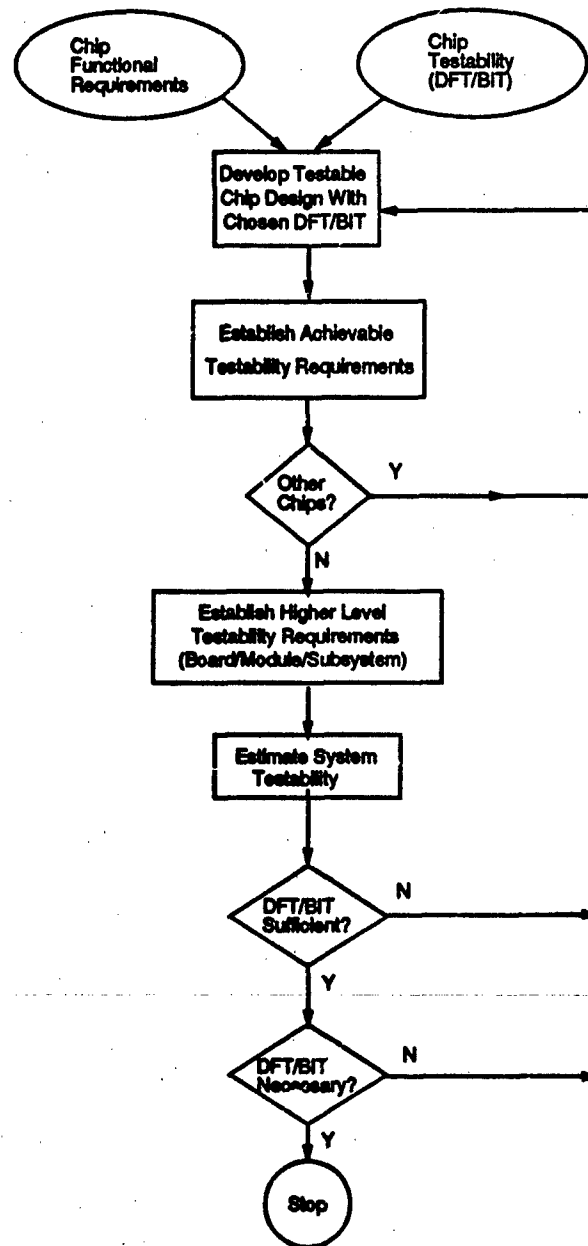 Chip
Functional
Requirements
Chip
Testability
(DFT/BIT)
Develop Testable
Chip Design With
Chosen DFT/BIT
Establish Achievable
Testability Requirements
Other
Chips?
Y
N
Establish Higher Level
Testability Requirements
(Board/Module/Subsystem)
Estimate System
Testability
DFT/BIT
Sufficient?
N
Y
DFT/BIT
Necessary?
N
Y
Stop